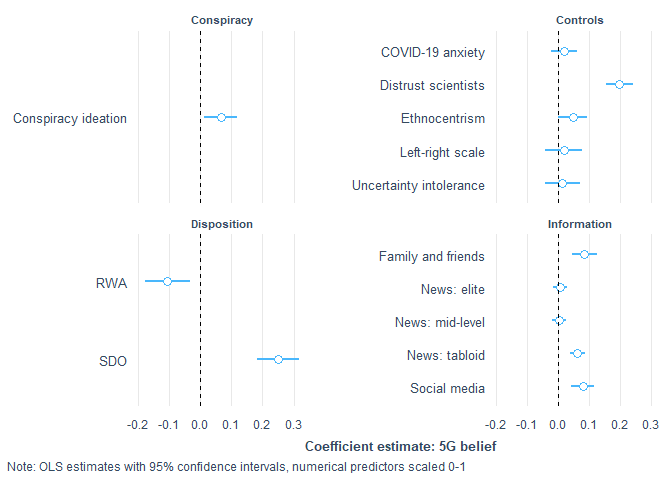 Conspiracy
Conspiracy ideation
Controls
COVID-19 anxiety
Distrust scientists
Ethnocentrism
Left-right scale
Uncertainty intolerance
Disposition
RWA
SDO
-0.2 -0.1 0.0 0.1 0.2 0.3
Information
Family and friends
News: elite
News: mid-level
News: tabloid
Social media
-0.2 -0.1 0.0 0.1 0.2 0.3
Coefficient estimate: 5G belief
Note: OLS estimates with 95% confidence intervals, numerical predictors scaled 0-1